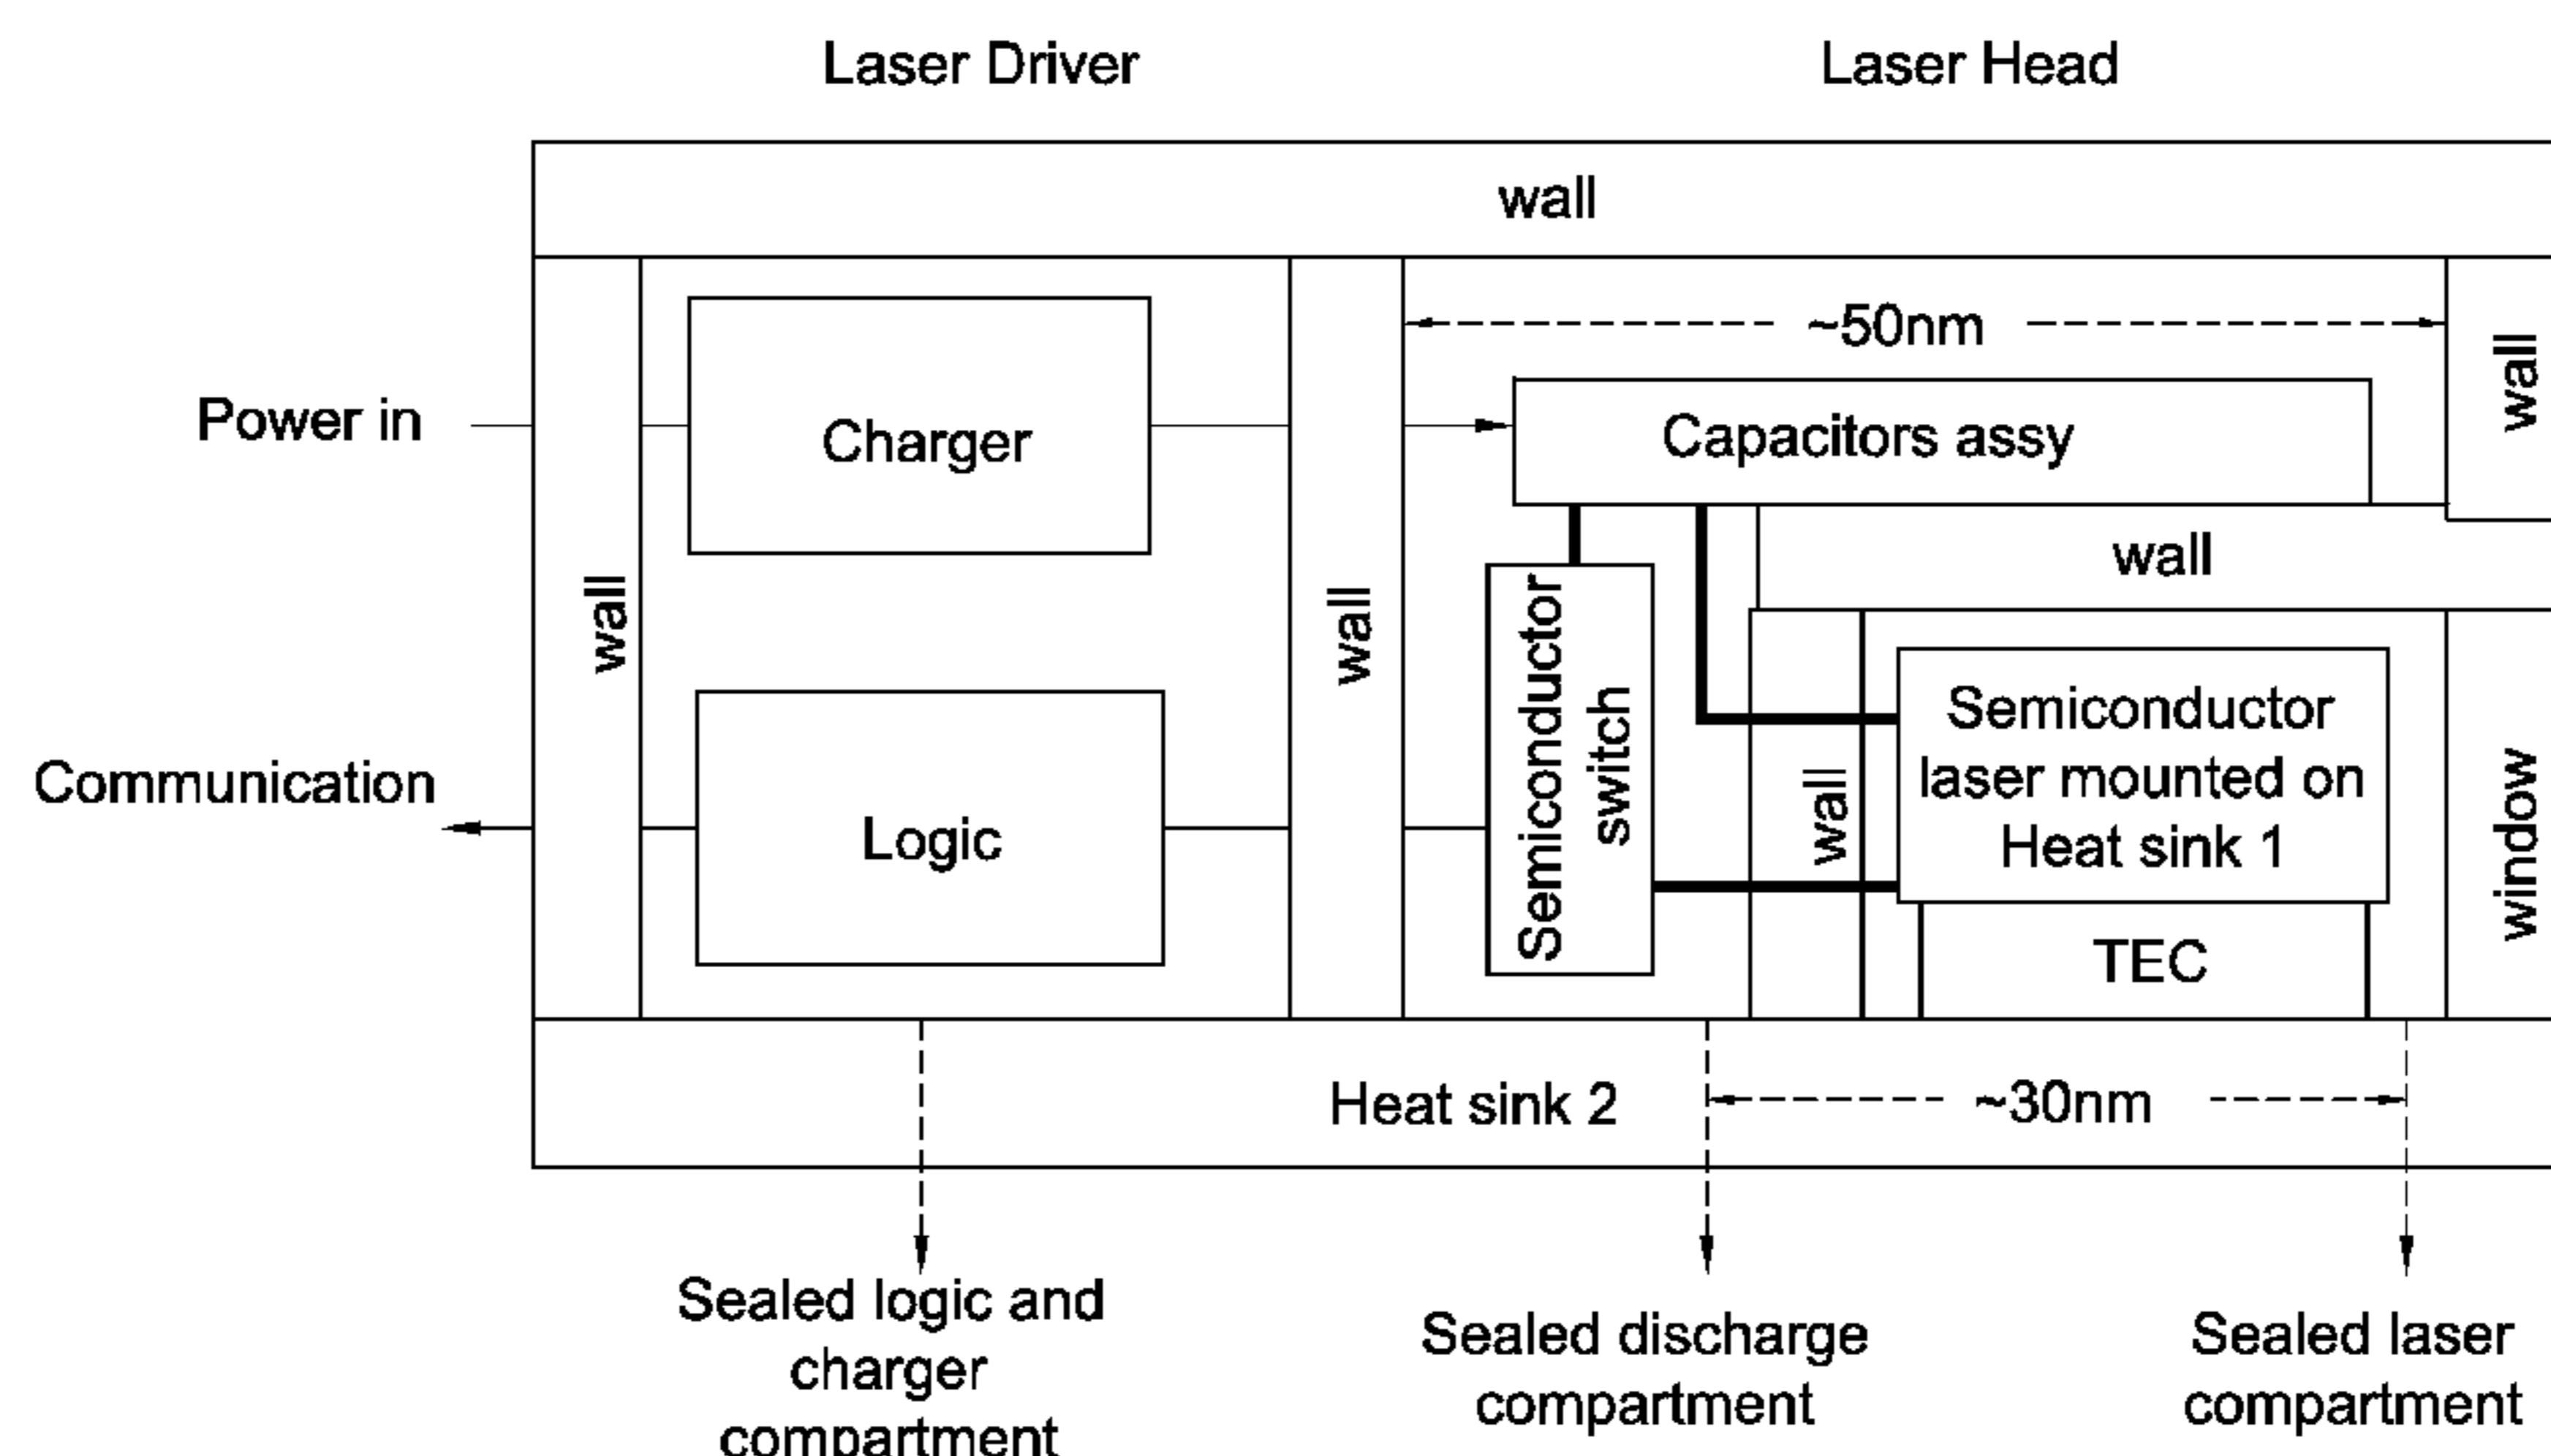 Laser Driver
Laser Head
wall
~50nm
wall
Power in
Charger
Capacitors assy
wall
wall
wall
Semiconductor
switch
Semiconductor
laser mounted on
Heat sink 1
Communication
Logic
wall
window
TEC
Heat sink 2
~30nm
Sealed logic and
charger
compartment
Sealed discharge
compartment
Sealed laser
compartment